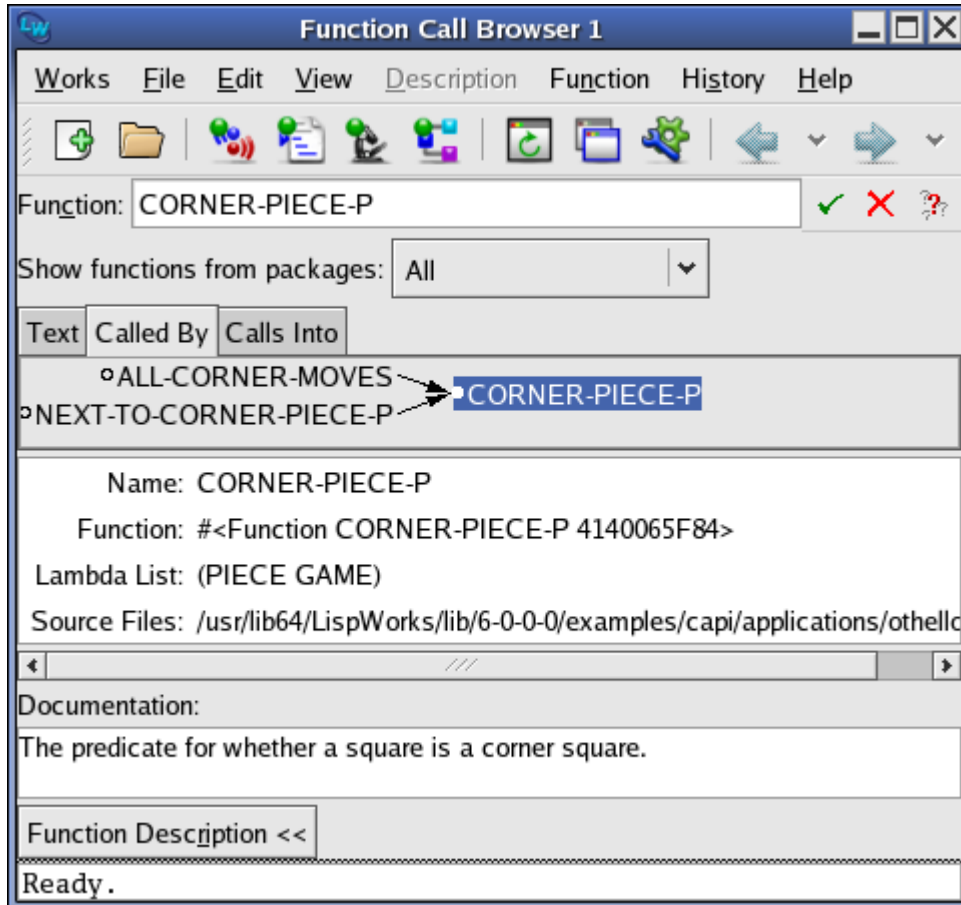 LW Function Call Browser 1
Works File Edit View Description Function History Help
Function: CORNER-PIECE-P
Show functions from packages: All
Text Called By Calls Into
ALL-CORNER-MOVES
CORNER-PIECE-P
NEXT-TO-CORNER-PIECE-P
Name: CORNER-PIECE-P
Function: #<Function CORNER-PIECE-P 4140065F84>
Lambda List: (PIECE GAME)
Source Files: /usr/lib64/LispWorks/lib/6-0-0-0/examples/capi/applications/othello
Documentation:
The predicate for whether a square is a corner square.
Function Description <<
Ready.